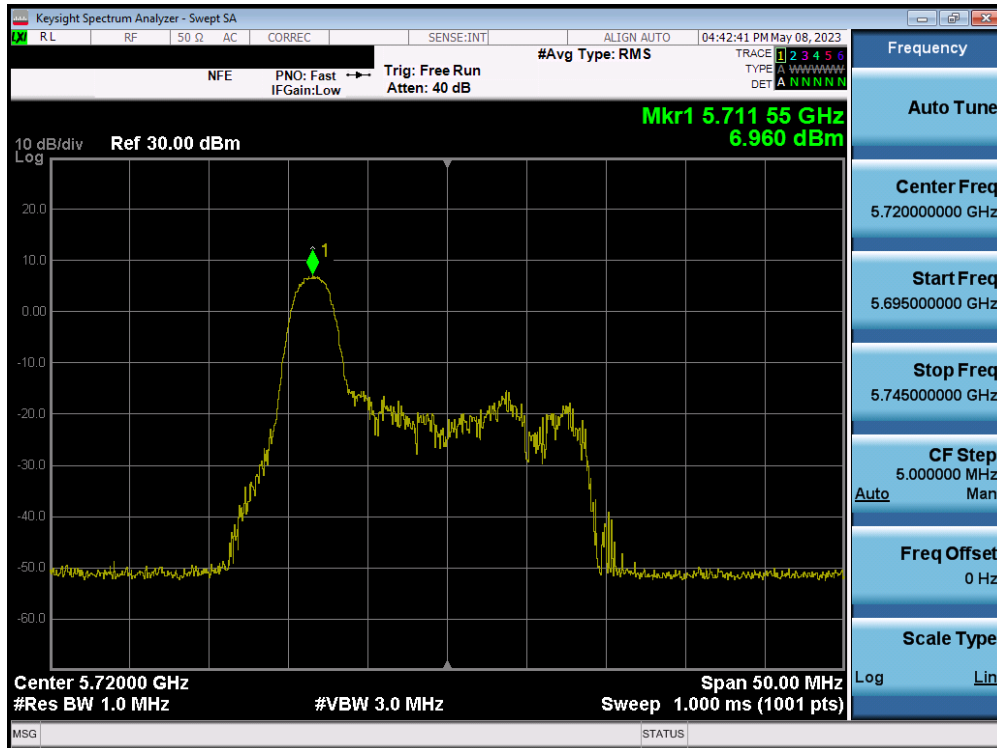 Keysight Spectrum Analyzer - Swept SA
LXI RL RF 50 Ω AC CORREC SENSE:INT ALIGN AUTO 04:42:41 PM May 08, 2023
NFE PNO: Fast Trig: Free Run #Avg Type: RMS TRACE 1 2 3 4 5 6
IFGain:Low Atten: 40 dB TYPE A WWWWW
DET A N N N N N
Mkr1 5.711 55 GHz
6.960 dBm
10 dB/div Ref 30.00 dBm
Log
20.0
10.0
1
0.00
-10.0
-20.0
-30.0
-40.0
-50.0
-60.0
Center 5.72000 GHz Span 50.00 MHz
#Res BW 1.0 MHz #VBW 3.0 MHz Sweep 1.000 ms (1001 pts)
MSG STATUS
Frequency
Auto Tune
Center Freq
5.720000000 GHz
Start Freq
5.695000000 GHz
Stop Freq
5.745000000 GHz
CF Step
5.000000 MHz
Auto Man
Freq Offset
0 Hz
Scale Type
Log Lin